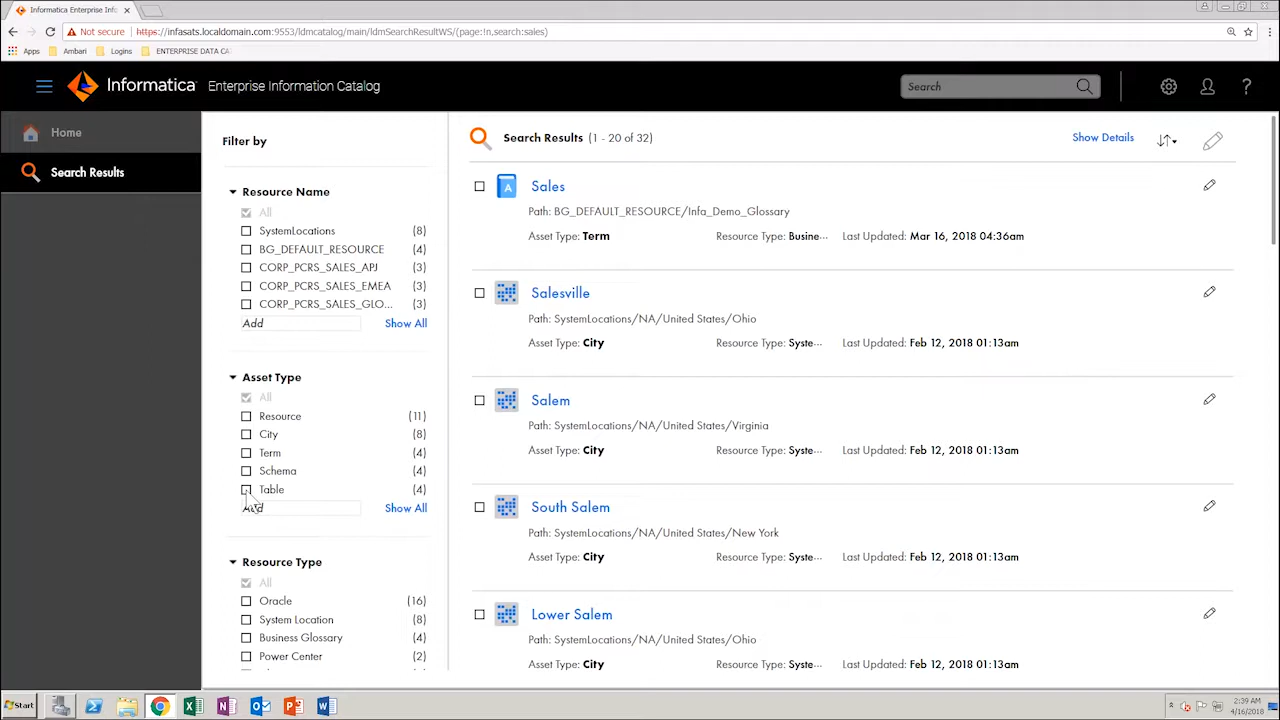 Informatica Enterprise Info
Not secure https://infasats.localdomain.com:9553/ldmcatalog/main/ldmSearchResultWS/(page:!n,search:sales)
Apps Ambari Logins ENTERPRISE DATA CA
Informatica Enterprise Information Catalog Search ?
Home
Search Results
Filter by
Resource Name
All
SystemLocations (8)
BG_DEFAULT_RESOURCE (4)
CORP_PCRS_SALES_APJ (3)
CORP_PCRS_SALES_EMEA (3)
CORP_PCRS_SALES_GLO... (3)
Add Show All
Asset Type
All
Resource (11)
City (8)
Term (4)
Schema (4)
Table (4)
Add Show All
Resource Type
All
Oracle (16)
System Location (8)
Business Glossary (4)
Power Center (2)
Search Results (1 - 20 of 32) Show Details
Sales
Path: BG_DEFAULT_RESOURCE/Infa_Demo_Glossary
Asset Type: Term Resource Type: Busine... Last Updated: Mar 16, 2018 04:36am
Salesville
Path: SystemLocations/NA/United States/Ohio
Asset Type: City Resource Type: Syste... Last Updated: Feb 12, 2018 01:13am
Salem
Path: SystemLocations/NA/United States/Virginia
Asset Type: City Resource Type: Syste... Last Updated: Feb 12, 2018 01:13am
South Salem
Path: SystemLocations/NA/United States/New York
Asset Type: City Resource Type: Syste... Last Updated: Feb 12, 2018 01:13am
Lower Salem
Path: SystemLocations/NA/United States/Ohio
Asset Type: City Resource Type: Syste... Last Updated: Feb 12, 2018 01:13am
Start
2:39 AM
4/16/2018